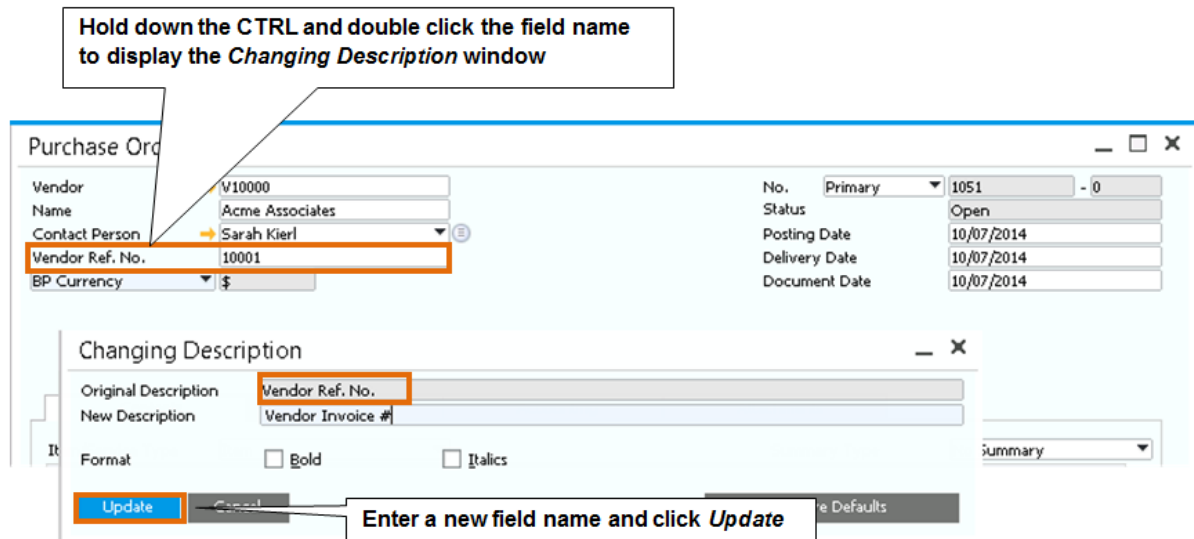 Hold down the CTRL and double click the field name
to display the Changing Description window
Purchase Ord
Vendor V10000 No. Primary 1051 - 0
Name Acme Associates Status Open
Contact Person Sarah Kierl Posting Date 10/07/2014
Vendor Ref. No. 10001 Delivery Date 10/07/2014
BP Currency $ Document Date 10/07/2014
Changing Description
Original Description Vendor Ref. No.
New Description Vendor Invoice #
It Summary
Format Bold Italics
Update Cancel Defaults
Enter a new field name and click Update